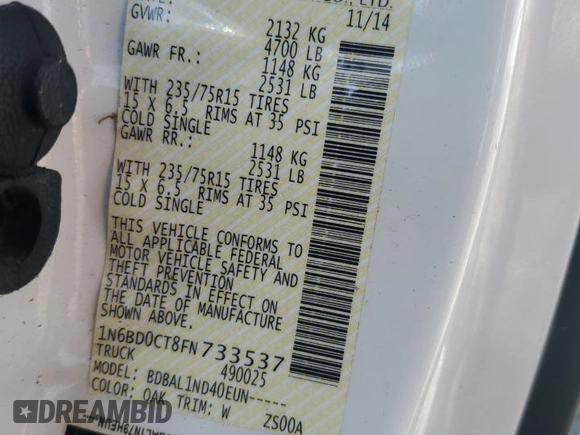 LTD.
11/14
GVWR:
2132 KG
4700 LB
GAWR FR.:
1148 KG
2531 LB
WITH 235/75R15 TIRES
15 X 6.5 RIMS AT 35 PSI
COLD SINGLE
GAWR RR.:
1148 KG
2531 LB
WITH 235/75R15 TIRES
15 X 6.5 RIMS AT 35 PSI
COLD SINGLE
THIS VEHICLE CONFORMS TO
ALL APPLICABLE FEDERAL
MOTOR VEHICLE SAFETY AND
THEFT PREVENTION
STANDARDS IN EFFECT ON
THE DATE OF MANUFACTURE
SHOWN ABOVE.
1N6BD0CT8FN733537
TRUCK 490025
MODEL: BDBAL1ND40EUN-----
COLOR: QAK TRIM: W ZS00A
DREAMBID